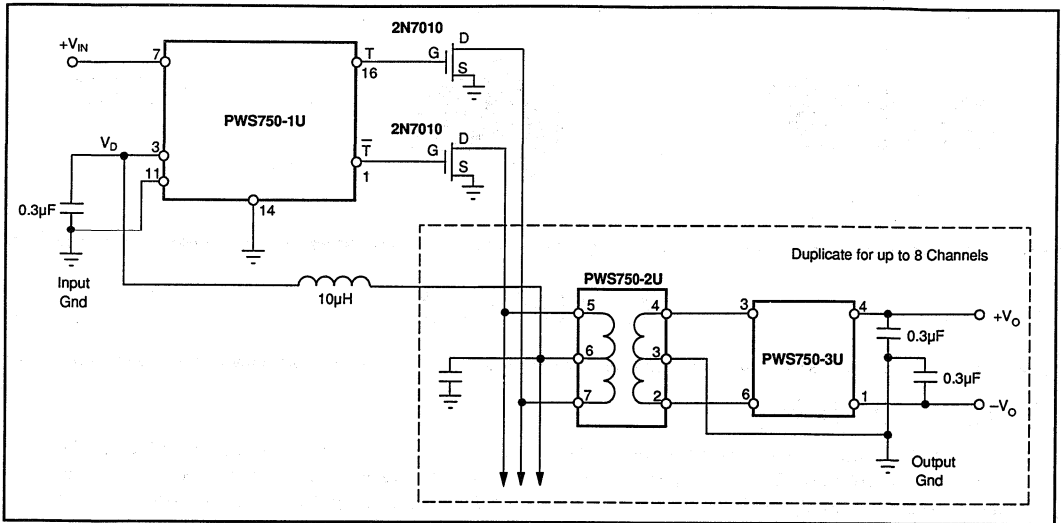 2N7010
+V_IN
7
T
D
G
S
16
PWS750-1U
2N7010
V_D
3
T̅
D
G
S
11
1
0.3µF
14
Input
Gnd
10µH
Duplicate for up to 8 Channels
PWS750-2U
5
4
3
4
+V_O
0.3µF
6
3
PWS750-3U
0.3µF
7
2
6
1
–V_O
Output
Gnd